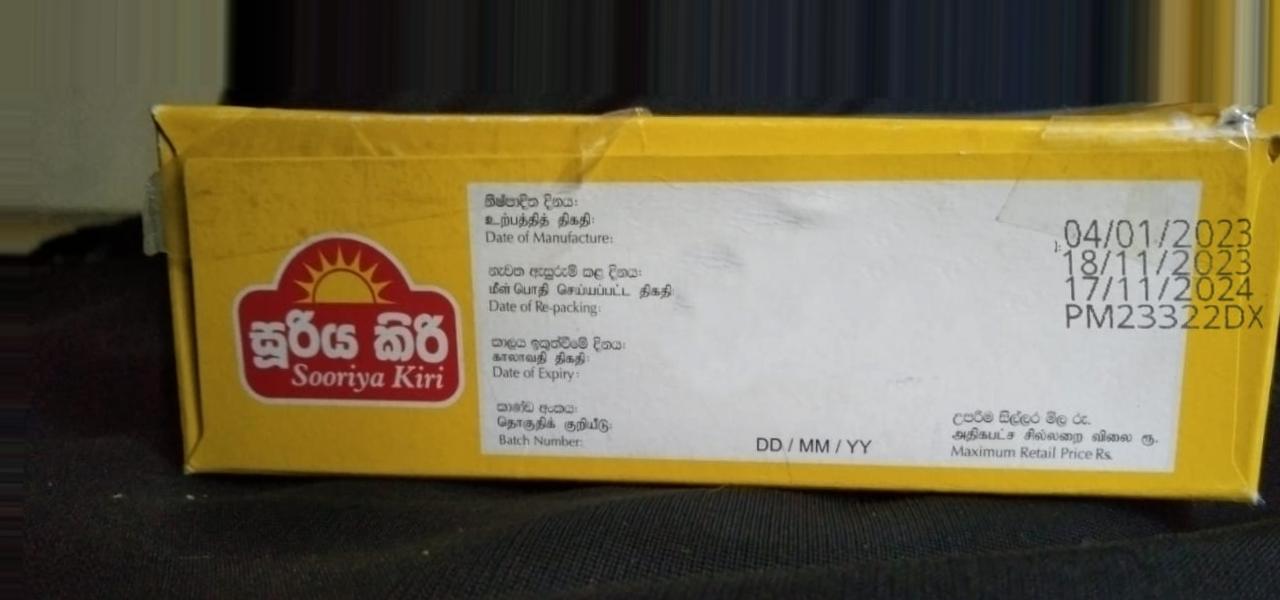 සූරිය කිරි
Sooriya Kiri
නිෂ්පාදිත දිනය:
உற்பத்தித் திகதி:
Date of Manufacture:
නැවත ඇසුරුම් කළ දිනය:
மீள் பொதி செய்யப்பட்ட திகதி:
Date of Re-packing:
කාලය ඉකුත්වීමේ දිනය:
காலாவதி திகதி:
Date of Expiry:
කාණ්ඩ අංකය:
தொகுதிக் குறியீடு:
Batch Number:
DD / MM / YY
04/01/2023
18/11/2023
17/11/2024
PM23322DX
උපරිම සිල්ලර මිල රු.
அதிகபட்ச சில்லறை விலை ரூ.
Maximum Retail Price Rs.